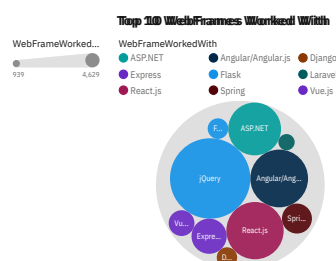 Top 10 WebFrames Worked With
WebFrameWorked... WebFrameWorkedWith
939 4,629
ASP.NET Angular/Angular.js Django
Express Flask Laravel
React.js Spring Vue.js
F... ASP.NET
jQuery Angular/Ang...
Vu... Expre... React.js Spri...
D...